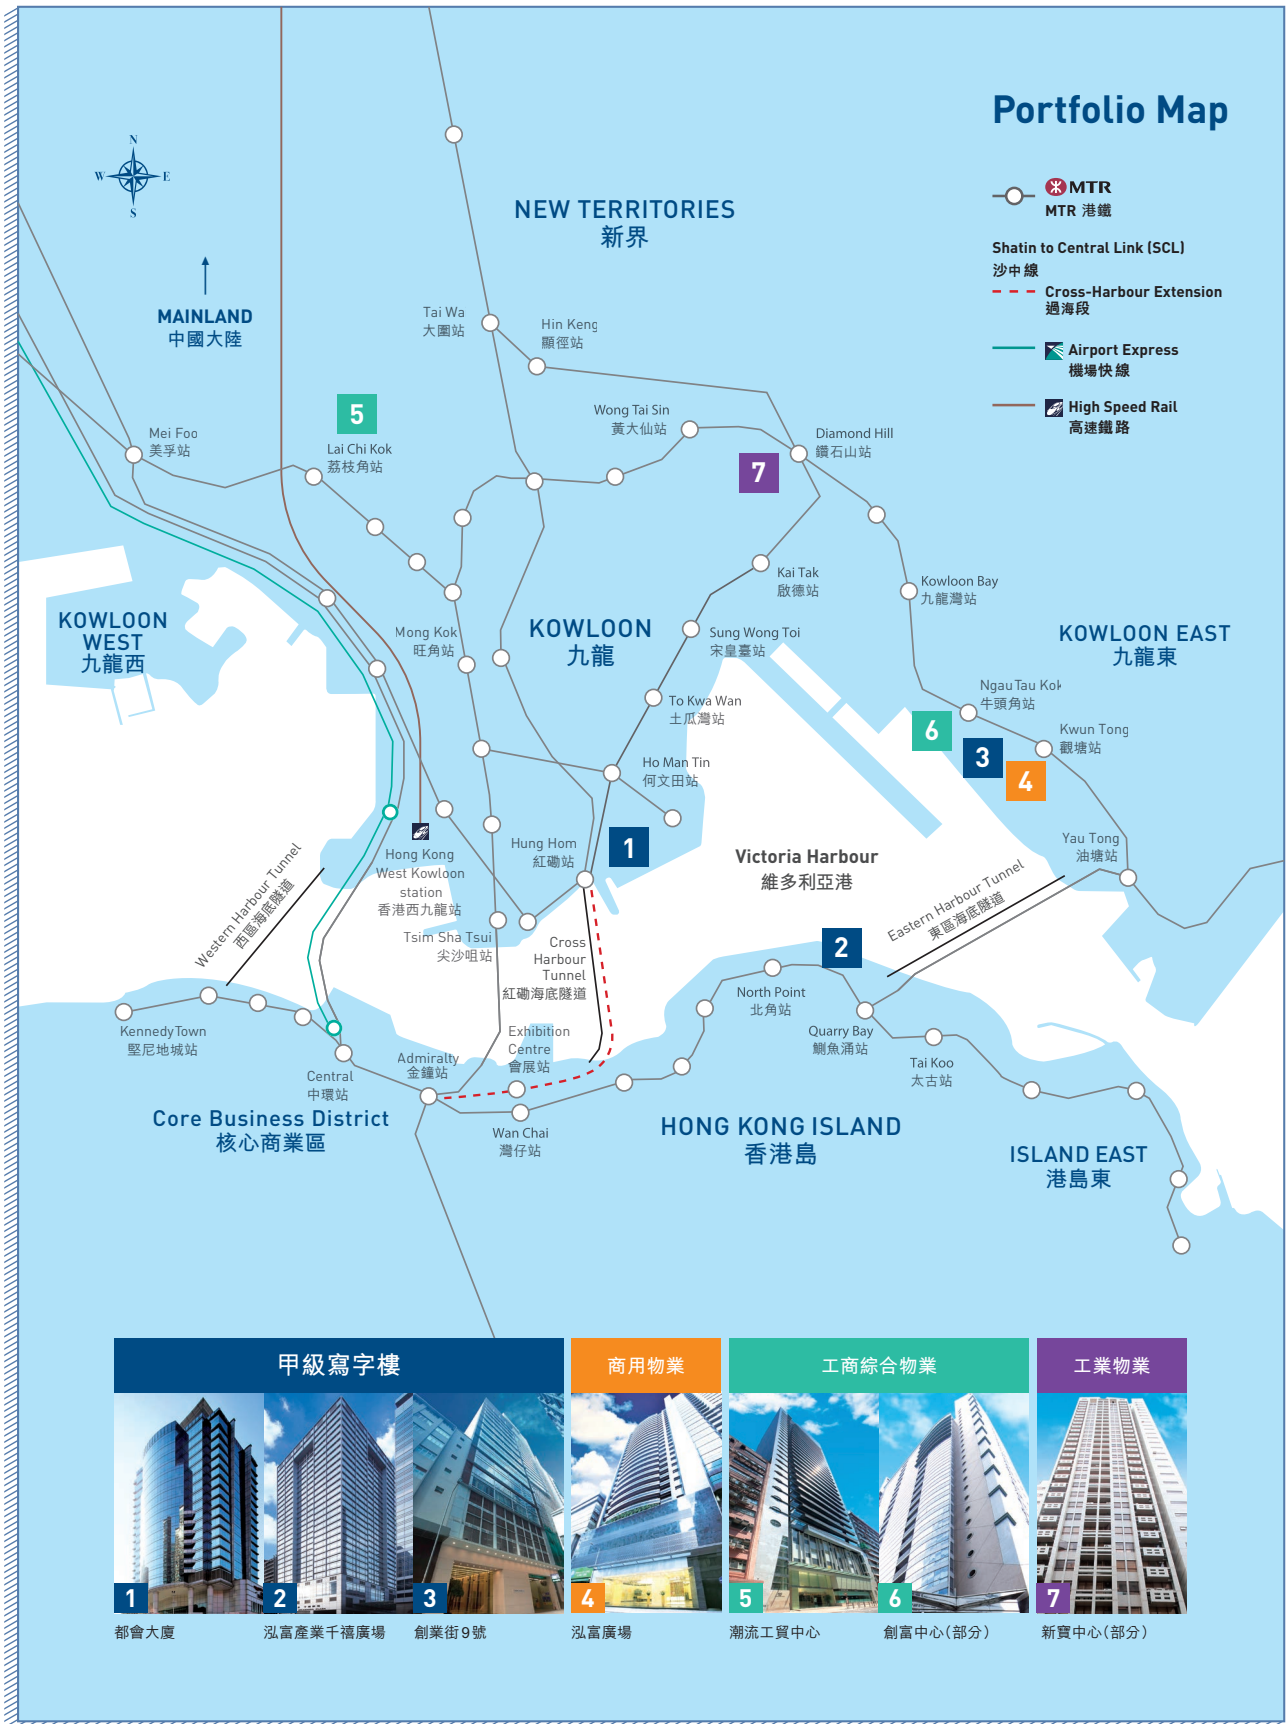 Portfolio Map
MTR
MTR 港鐵
Shatin to Central Link (SCL)
沙中線
Cross-Harbour Extension
過海段
Airport Express
機場快線
High Speed Rail
高速鐵路
N
W
E
S
NEW TERRITORIES
新界
MAINLAND
中國大陸
Tai Wa
大圍站
Hin Keng
顯徑站
5
Wong Tai Sin
黃大仙站
Mei Foo
美孚站
Lai Chi Kok
荔枝角站
Diamond Hill
鑽石山站
7
Kai Tak
啟德站
Kowloon Bay
九龍灣站
KOWLOON
WEST
九龍西
Mong Kok
旺角站
KOWLOON
九龍
Sung Wong Toi
宋皇臺站
KOWLOON EAST
九龍東
Ngau Tau Kok
牛頭角站
To Kwa Wan
土瓜灣站
6
3
4
Kwun Tong
觀塘站
Ho Man Tin
何文田站
1
Hung Hom
紅磡站
Yau Tong
油塘站
Hong Kong
West Kowloon
station
香港西九龍站
Victoria Harbour
維多利亞港
Western Harbour Tunnel
西區海底隧道
Eastern Harbour Tunnel
東區海底隧道
Tsim Sha Tsui
尖沙咀站
Cross
Harbour
Tunnel
紅磡海底隧道
2
North Point
北角站
Kennedy Town
堅尼地城站
Exhibition
Centre
會展站
Quarry Bay
鰂魚涌站
Admiralty
金鐘站
Tai Koo
太古站
Central
中環站
Core Business District
核心商業區
Wan Chai
灣仔站
HONG KONG ISLAND
香港島
ISLAND EAST
港島東
甲級寫字樓
商用物業
工商綜合物業
工業物業
1
2
3
4
5
6
7
都會大廈
泓富產業千禧廣場
創業街9號
泓富廣場
潮流工貿中心
創富中心(部分)
新寶中心(部分)